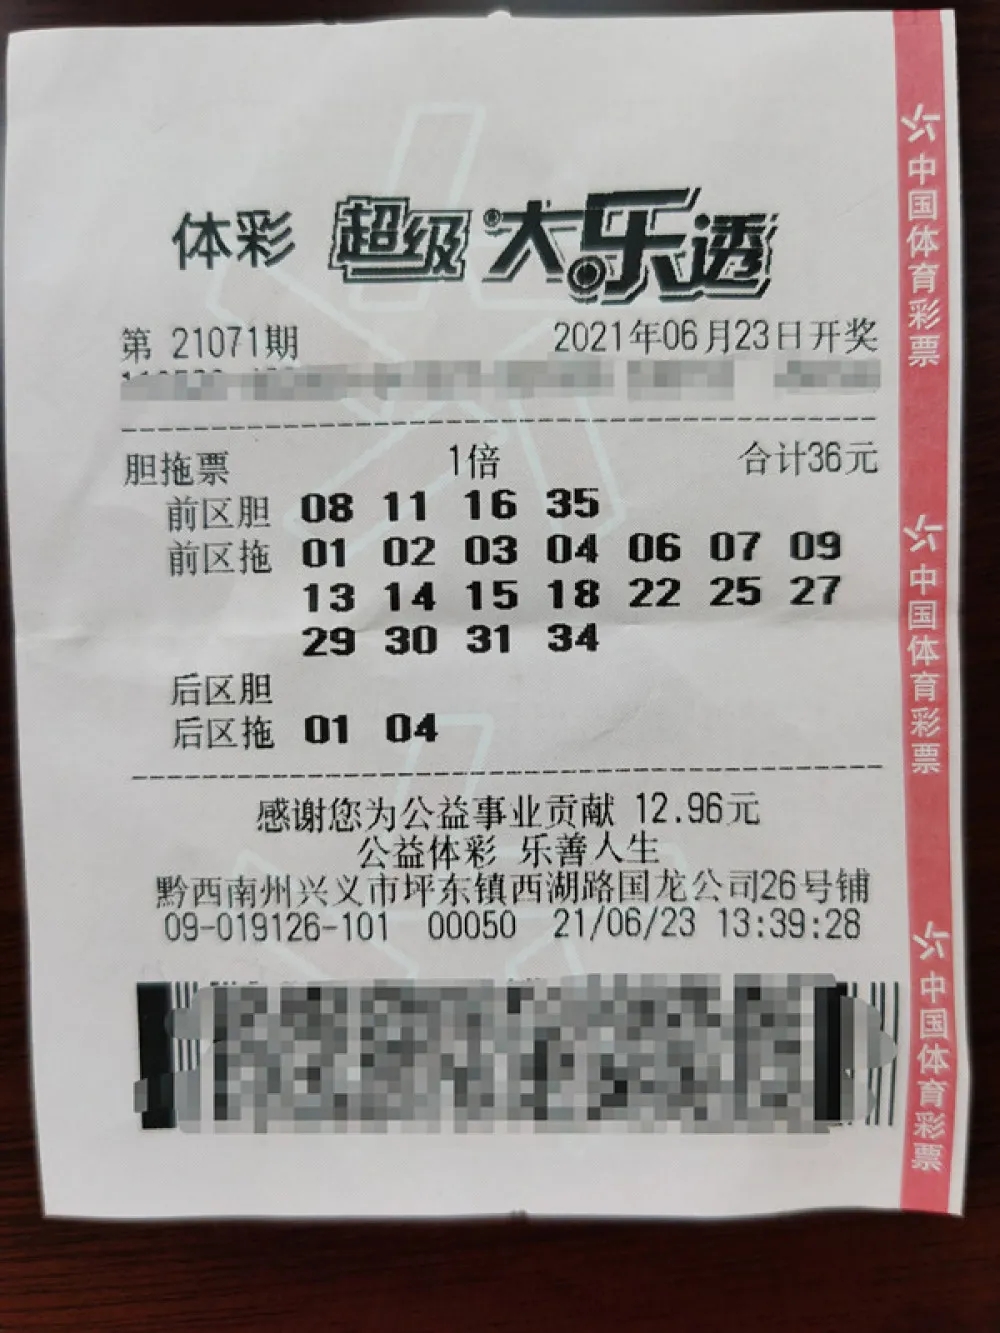 体彩 超级大乐透
第 21071期 2021年06月23日开奖
胆拖票 1倍 合计36元
前区胆 08 11 16 35
前区拖 01 02 03 04 06 07 09
13 14 15 18 22 25 27
29 30 31 34
后区胆
后区拖 01 04
感谢您为公益事业贡献 12.96元
公益体彩 乐善人生
黔西南州兴义市坪东镇西湖路国龙公司26号铺
09-019126-101 00050 21/06/23 13:39:28
中国体育彩票
中国体育彩票
中国体育彩票